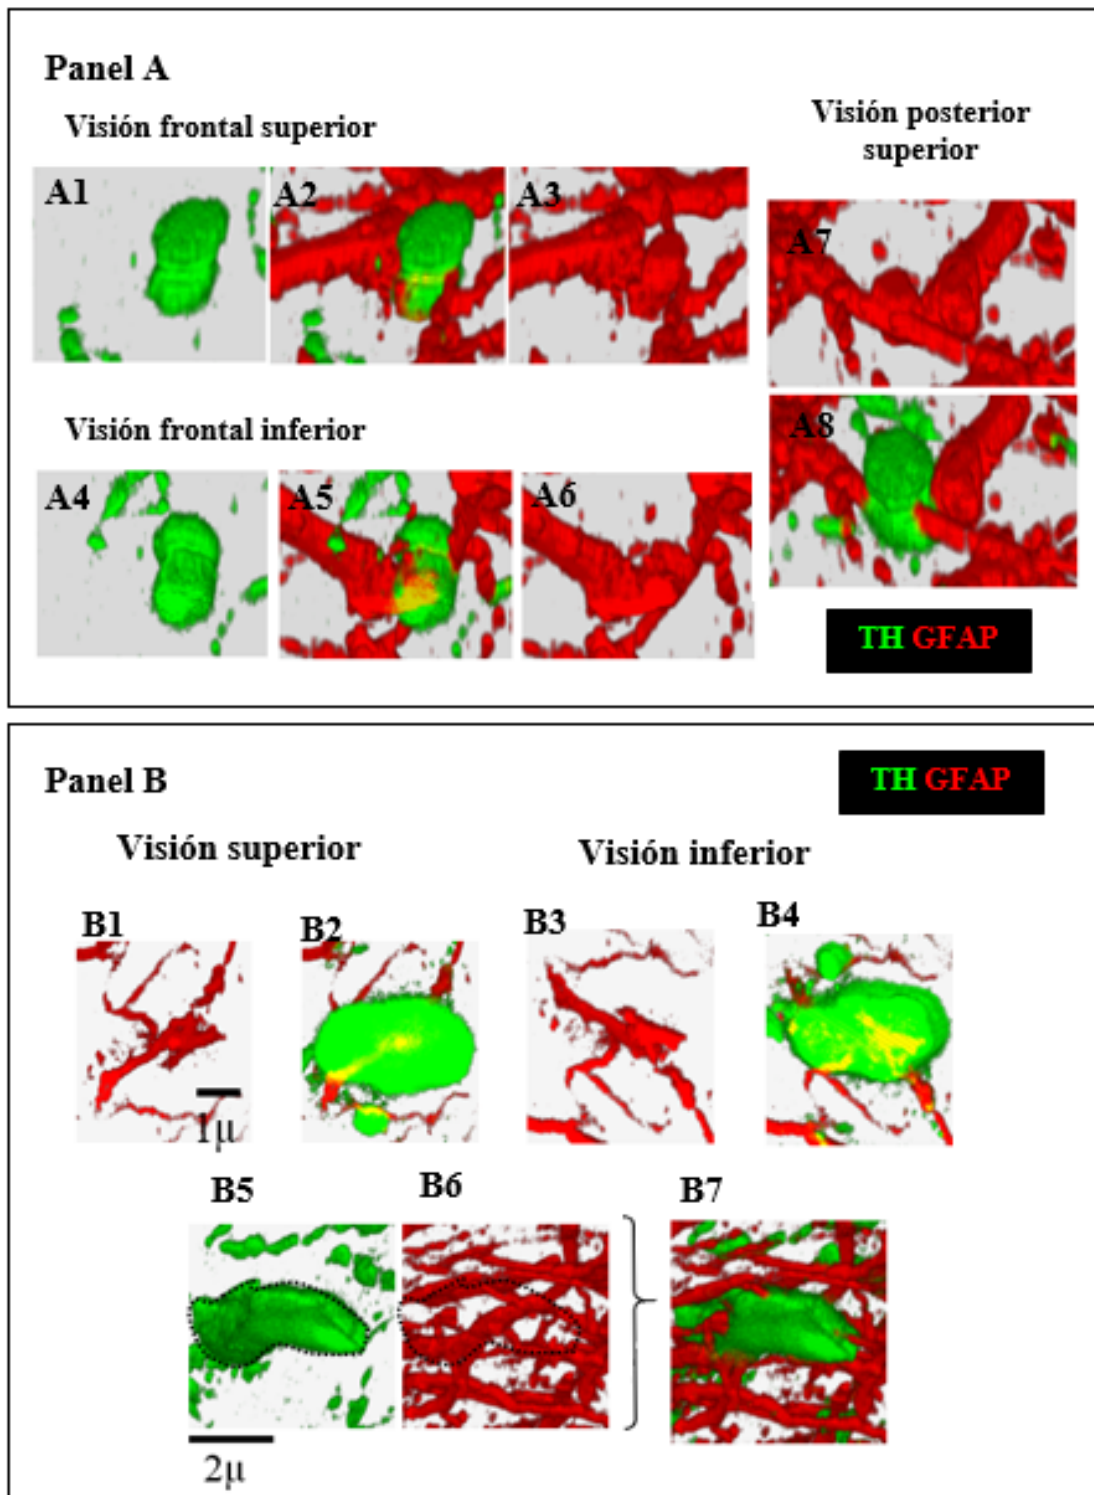 Panel A
Visión frontal superior
Visión posterior
superior
A1
A2
A3
A7
Visión frontal inferior
A8
A4
A5
A6
TH GFAP
Panel B
TH GFAP
Visión superior
Visión inferior
B1
B2
B3
B4
1μ
B5
B6
B7
2μ